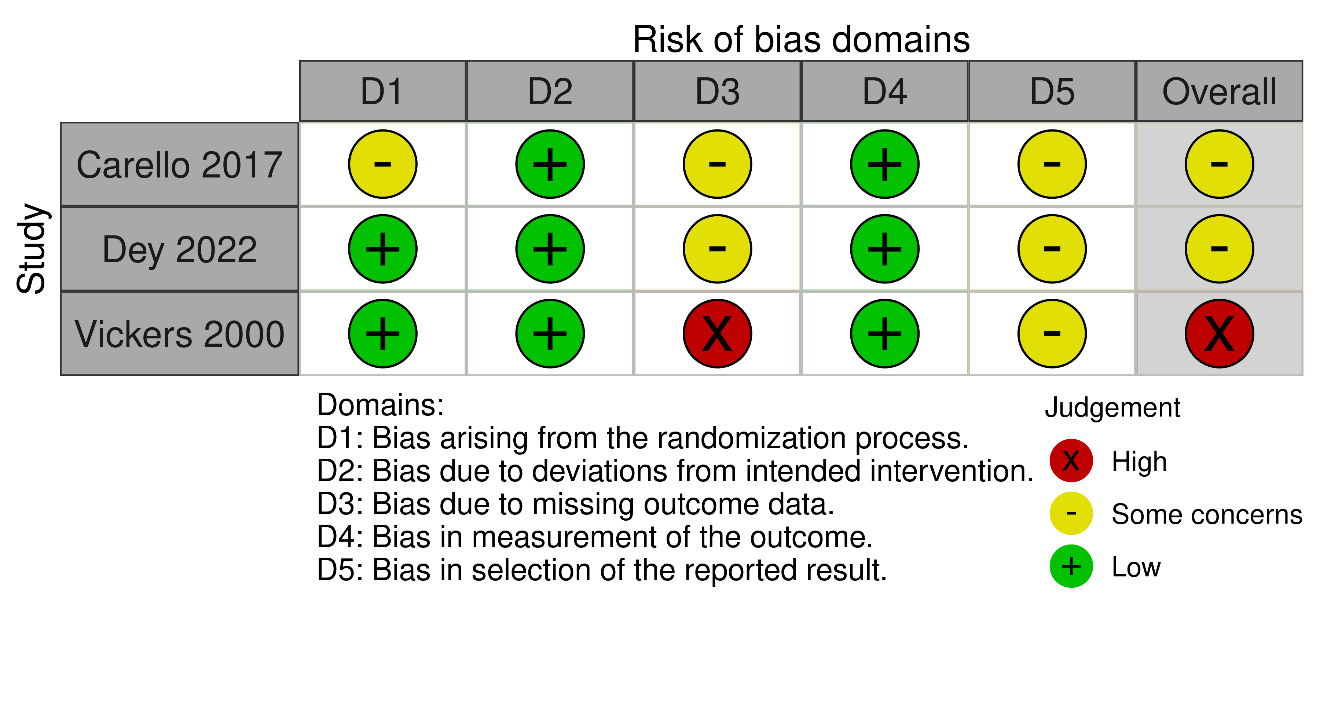 Risk of bias domains
D1 D2 D3 D4 D5 Overall
Study
Carello 2017 - + - + - -
Dey 2022 + + - + - -
Vickers 2000 + + X + - X
Domains:
D1: Bias arising from the randomization process.
D2: Bias due to deviations from intended intervention.
D3: Bias due to missing outcome data.
D4: Bias in measurement of the outcome.
D5: Bias in selection of the reported result.
Judgement
X High
- Some concerns
+ Low